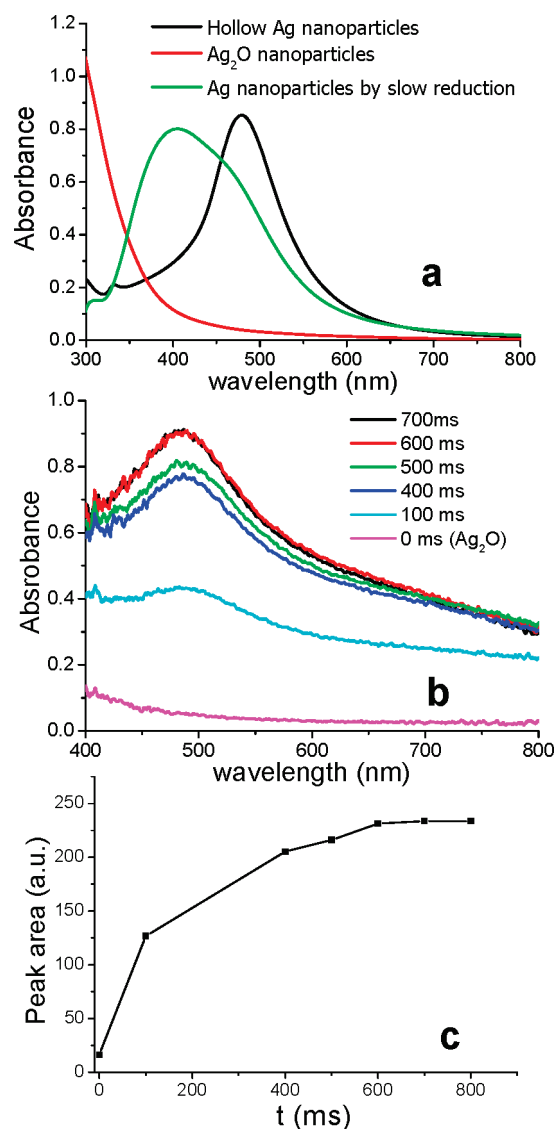 Hollow Ag nanoparticles
Ag₂O nanoparticles
Ag nanoparticles by slow reduction
1.2
1.0
0.8
0.6
0.4
0.2
0.0
Absorbance
a
300 400 500 600 700 800
wavelength (nm)
700ms
600 ms
500 ms
400 ms
100 ms
0 ms (Ag₂O)
1.0
0.8
0.6
0.4
0.2
0.0
Abсrobance
b
400 500 600 700 800
wavelength (nm)
250
225
150
125
100
50
25
0
Peak area (a.u.)
c
0 200 400 600 800
t (ms)